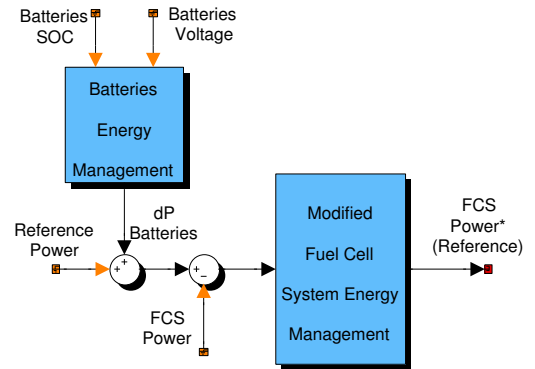 Batteries
SOC
Batteries
Voltage
Batteries
Energy
Management
dP
Batteries
Reference
Power
+
+
+
−
FCS
Power
Modified
Fuel Cell
System Energy
Management
FCS
Power*
(Reference)